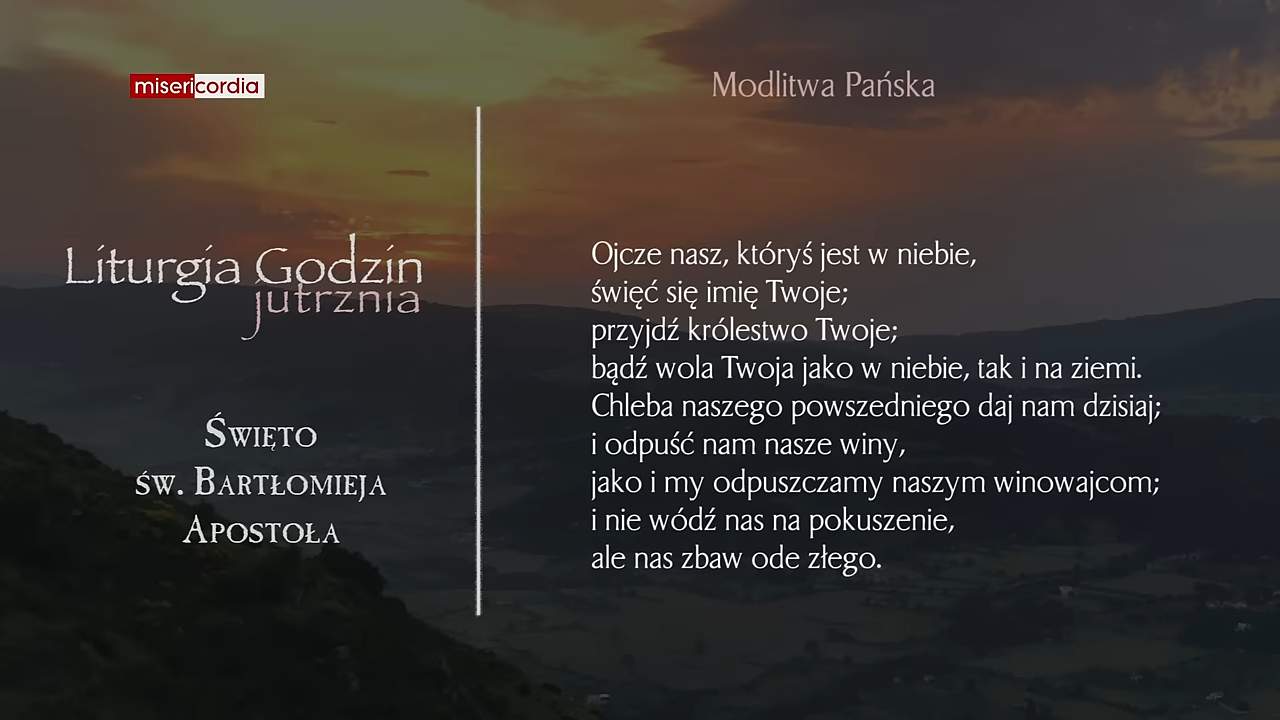 misericordia
Liturgia Godzin
jutrznia
Święto
św. Bartłomieja
Apostoła
Modlitwa Pańska
Ojcze nasz, któryś jest w niebie,
święć się imię Twoje;
przyjdź królestwo Twoje;
bądź wola Twoja jako w niebie, tak i na ziemi.
Chleba naszego powszedniego daj nam dzisiaj;
i odpuść nam nasze winy,
jako i my odpuszczamy naszym winowajcom;
i nie wódź nas na pokuszenie,
ale nas zbaw ode złego.